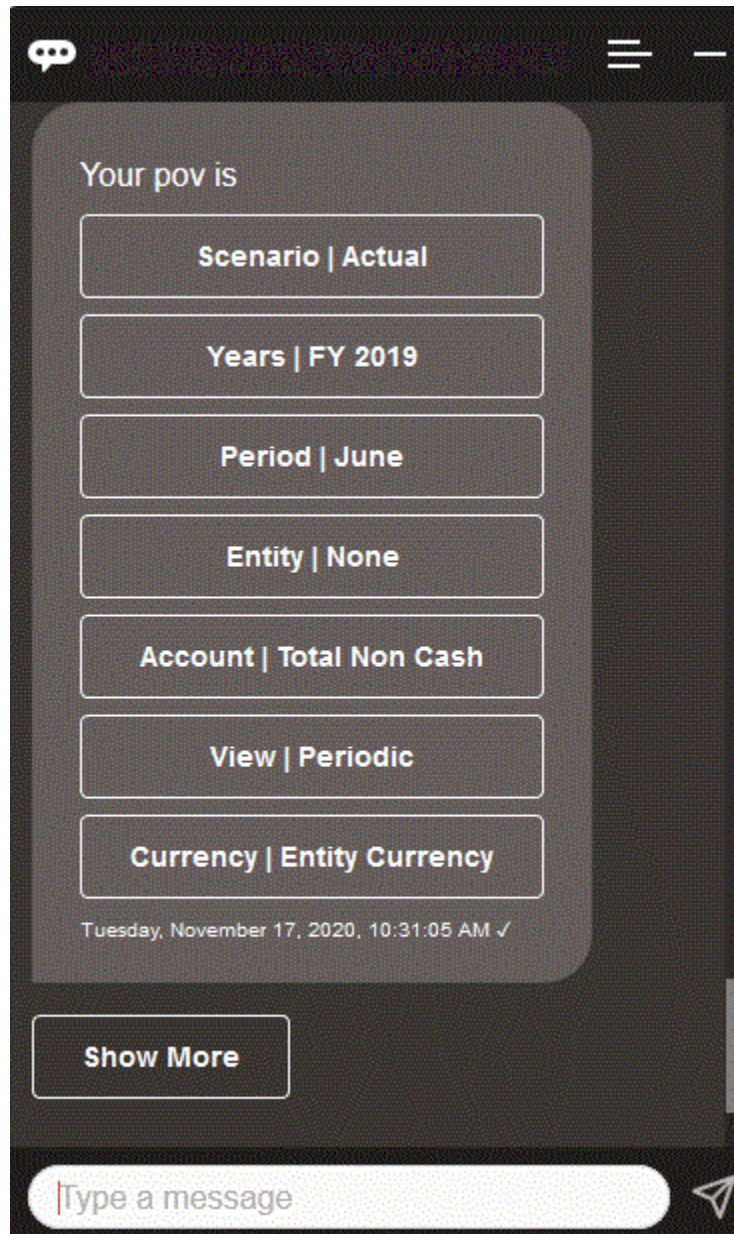 Your pov is
Scenario | Actual
Years | FY 2019
Period | June
Entity | None
Account | Total Non Cash
View | Periodic
Currency | Entity Currency
Tuesday, November 17, 2020, 10:31:05 AM ✓
Show More
Type a message